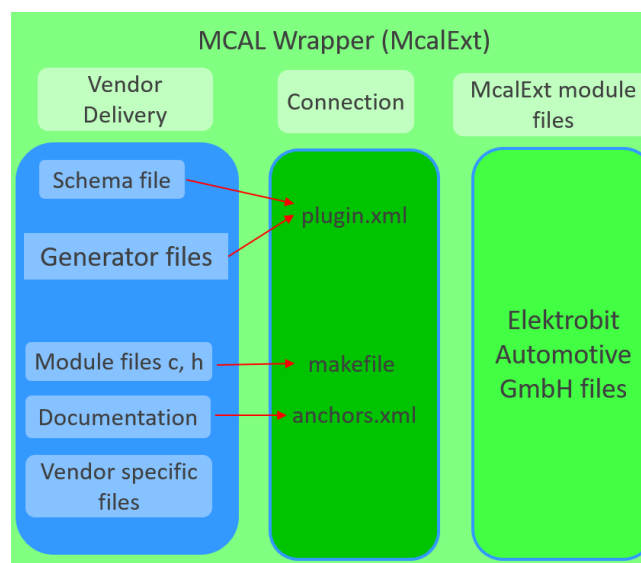 MCAL Wrapper (McalExt)
Vendor
Delivery
Connection
McalExt module
files
Schema file
plugin.xml
Generator files
Elektrobit
Automotive
GmbH files
Module files c, h
makefile
Documentation
anchors.xml
Vendor specific
files